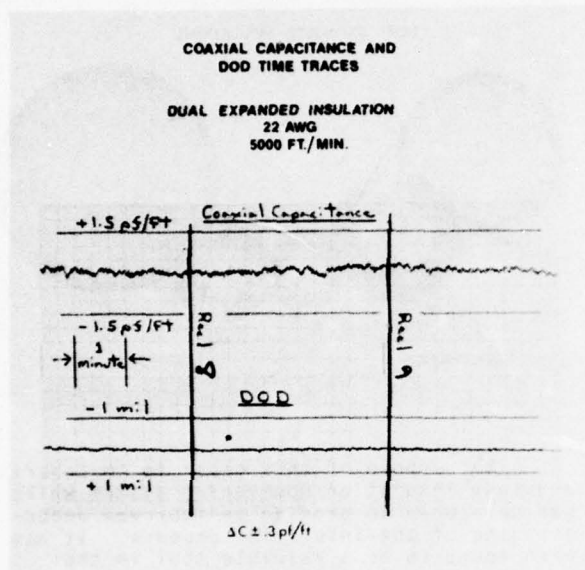 COAXIAL CAPACITANCE AND
DOD TIME TRACES
DUAL EXPANDED INSULATION
22 AWG
5000 FT./MIN.
Coaxial Capacitance
+1.5 pf/Ft
Reel 8
Reel 9
-1.5 pf/Ft
1
minute
DOD
-1 mil
+1 mil
ΔC ± .3pf/ft